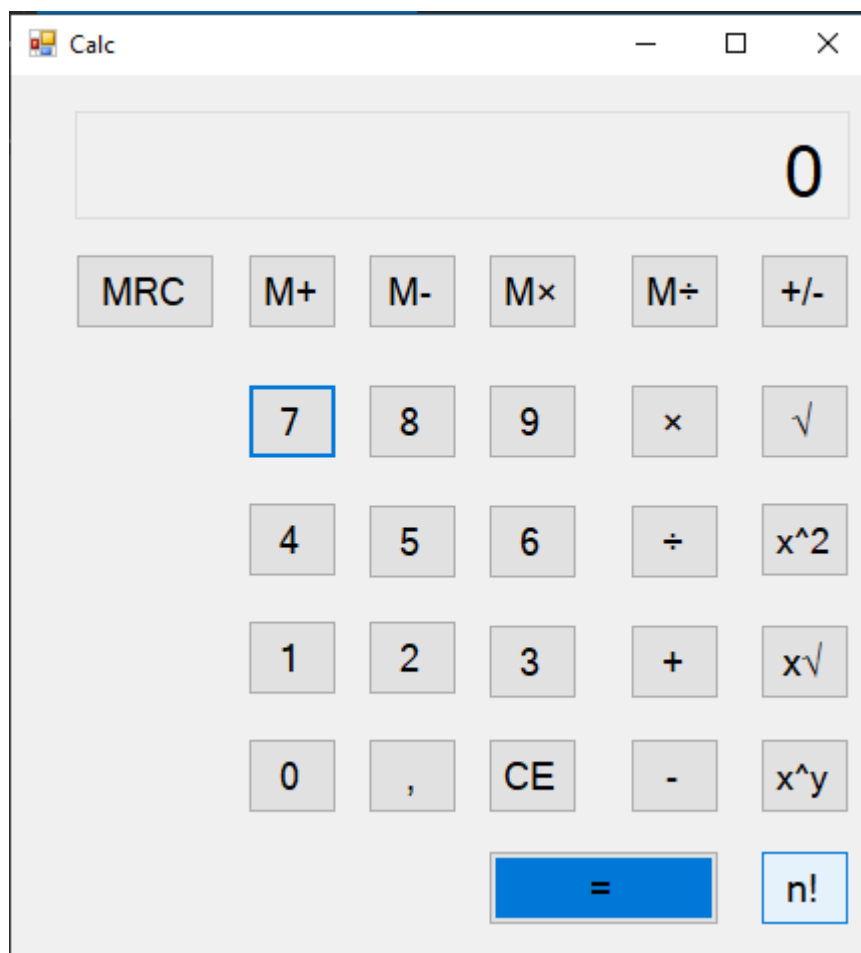 Calc
0
MRC M+ M- M× M÷ +/-
7 8 9 × √
4 5 6 ÷ x^2
1 2 3 + x√
0 , CE - x^y
= n!